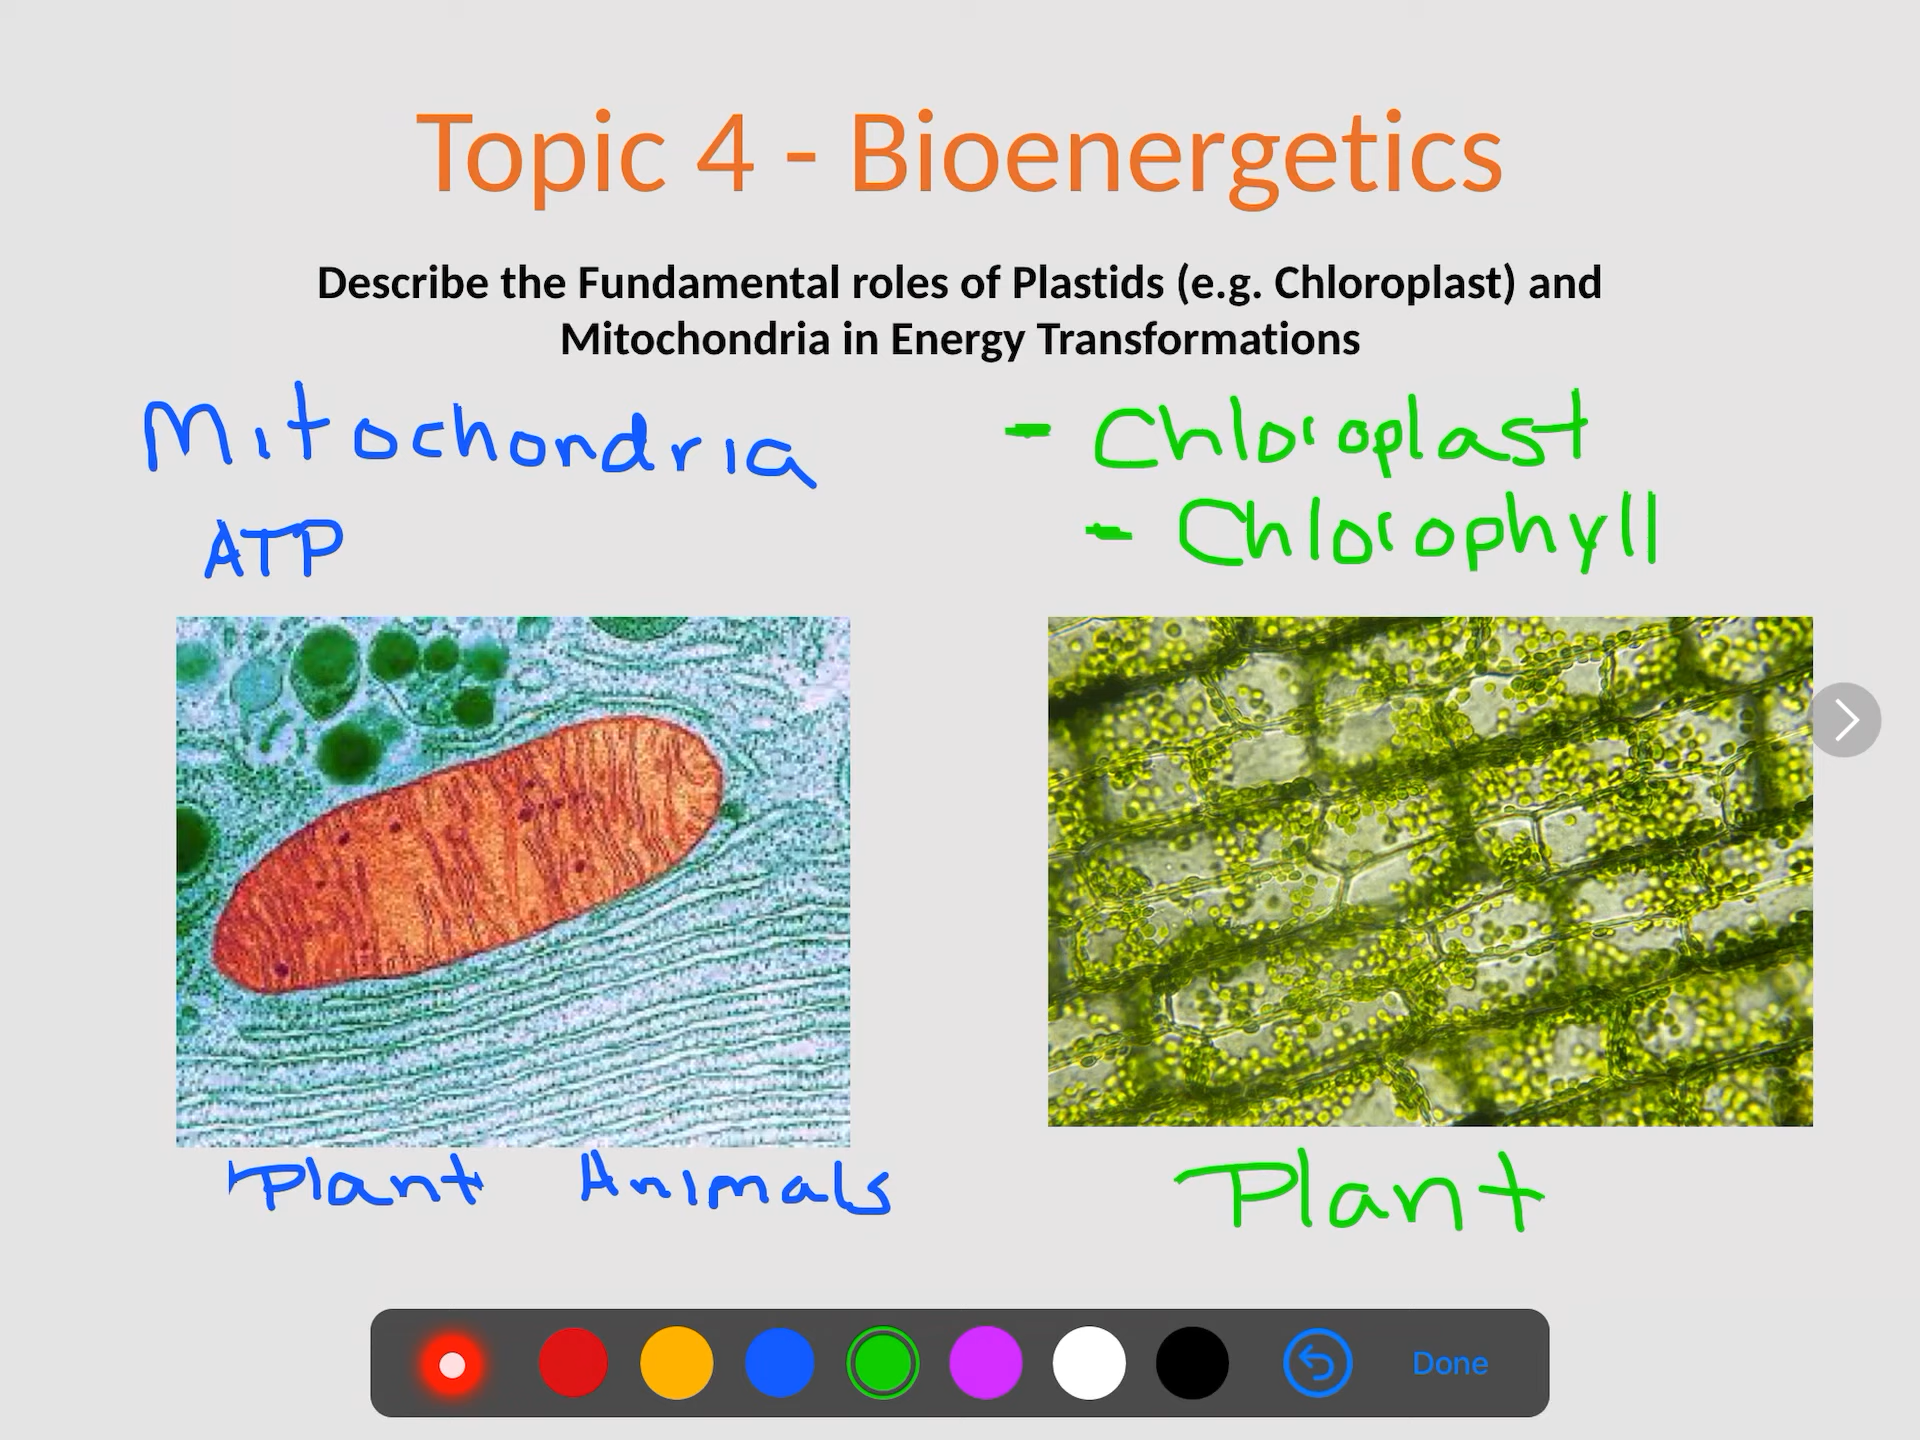 Topic 4 - Bioenergetics
Describe the Fundamental roles of Plastids (e.g. Chloroplast) and
Mitochondria in Energy Transformations
Mitochondria
ATP
- Chloroplast
- Chlorophyll
Plant Animals
Plant
Done